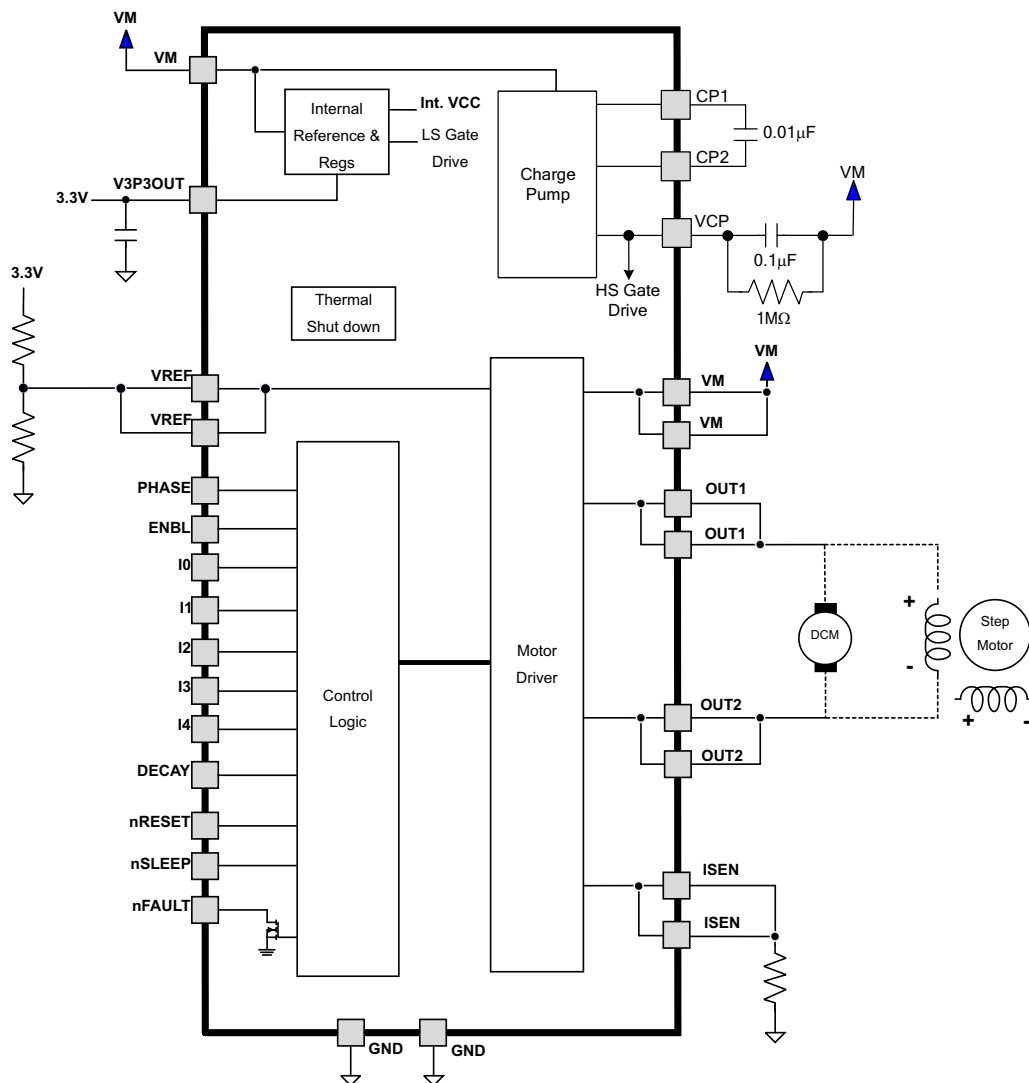 VM
VM
Internal
Reference &
Regs
Int. VCC
LS Gate
Drive
V3P3OUT
3.3V
Charge
Pump
CP1
0.01μF
CP2
VCP
VM
0.1μF
1MΩ
HS Gate
Drive
Thermal
Shut down
3.3V
VREF
VREF
VM
VM
VM
PHASE
ENBL
I0
I1
I2
I3
I4
DECAY
nRESET
nSLEEP
nFAULT
Control
Logic
Motor
Driver
OUT1
OUT1
DCM
+
-
Step
Motor
+
-
OUT2
OUT2
ISEN
ISEN
GND
GND